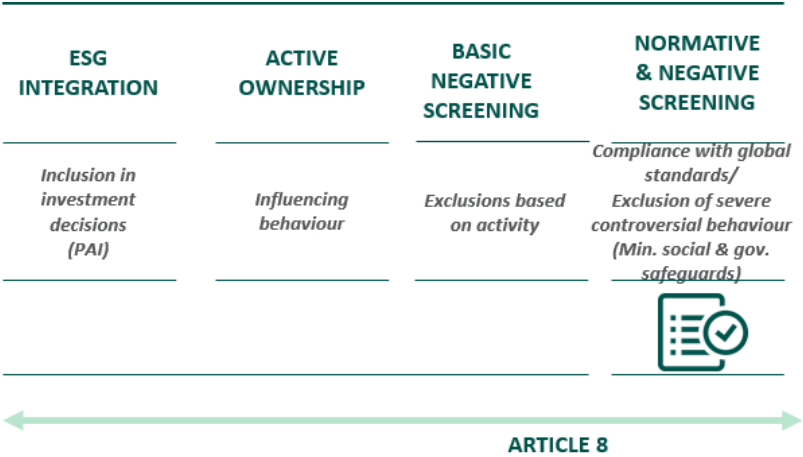 ESG
INTEGRATION
ACTIVE
OWNERSHIP
BASIC
NEGATIVE
SCREENING
NORMATIVE
& NEGATIVE
SCREENING
Inclusion in
investment
decisions
(PAI)
Influencing
behaviour
Exclusions based
on activity
Compliance with global
standards/
Exclusion of severe
controversial behaviour
(Min. social & gov.
safeguards)
ARTICLE 8